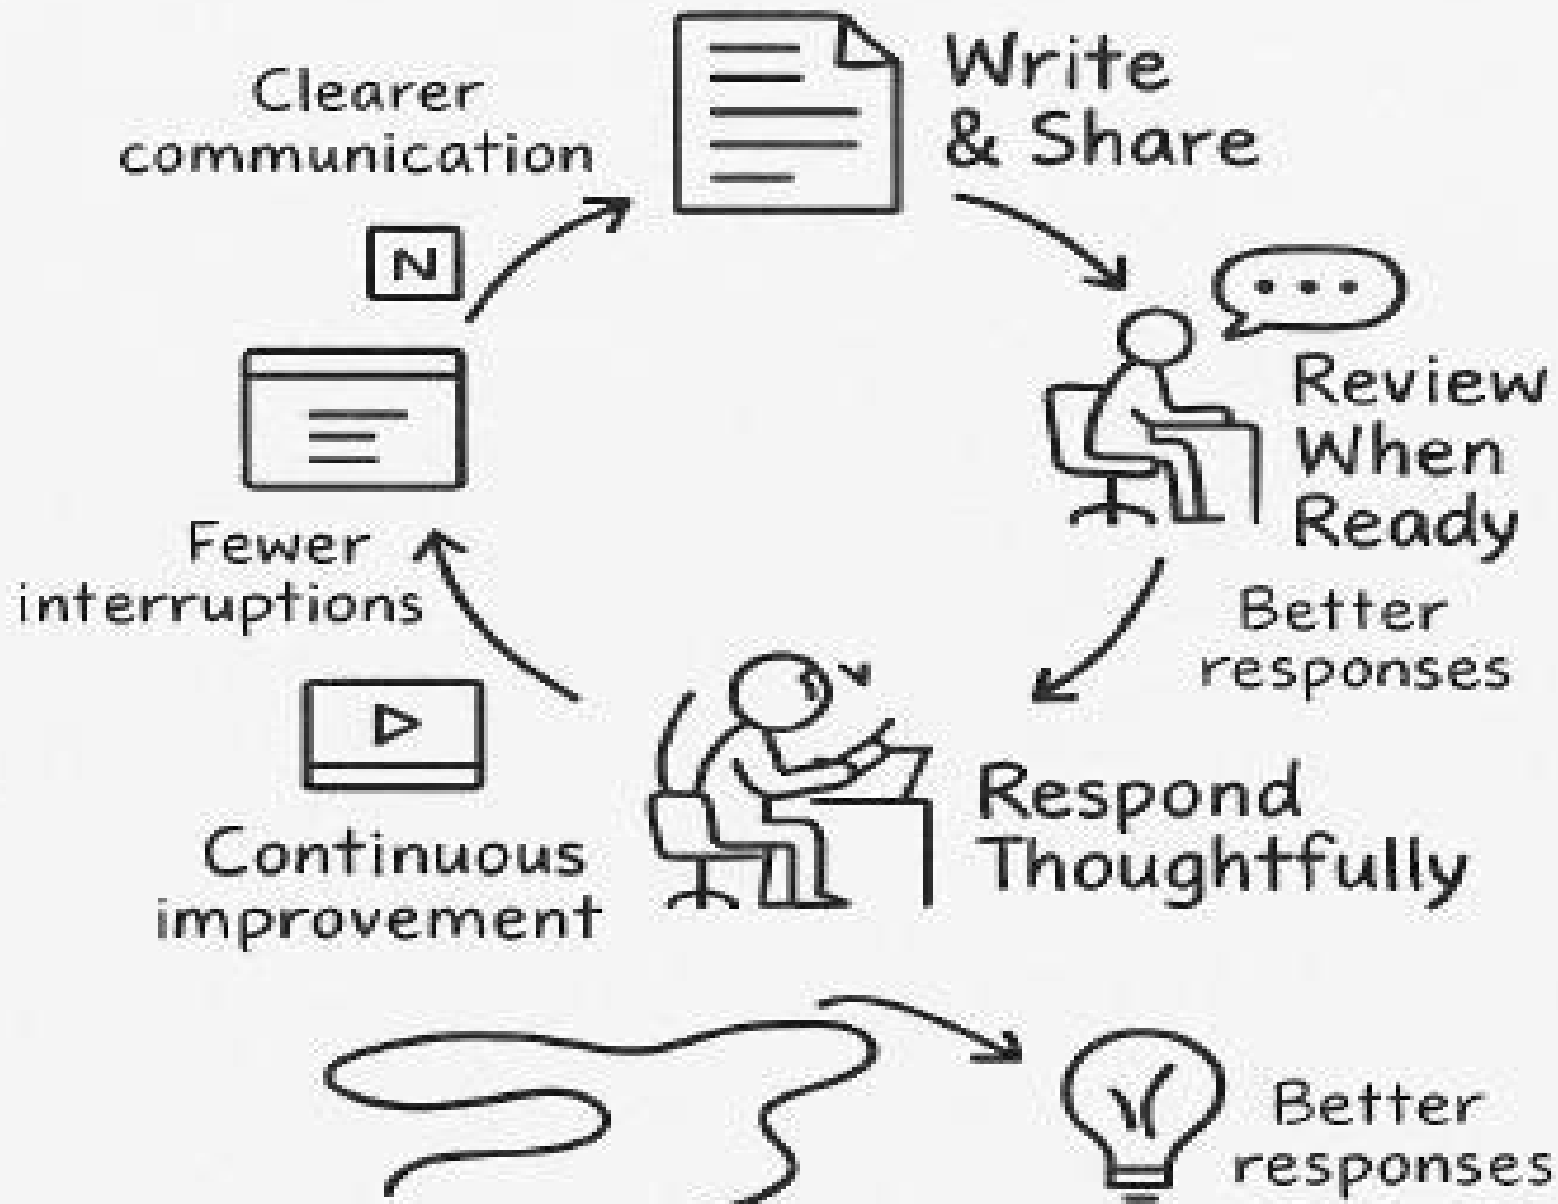 Write
& Share
Clearer
communication
N
Review
When
Ready
Fewer
interruptions
Better
responses
Respond
Thoughtfully
Continuous
improvement
Better
responses